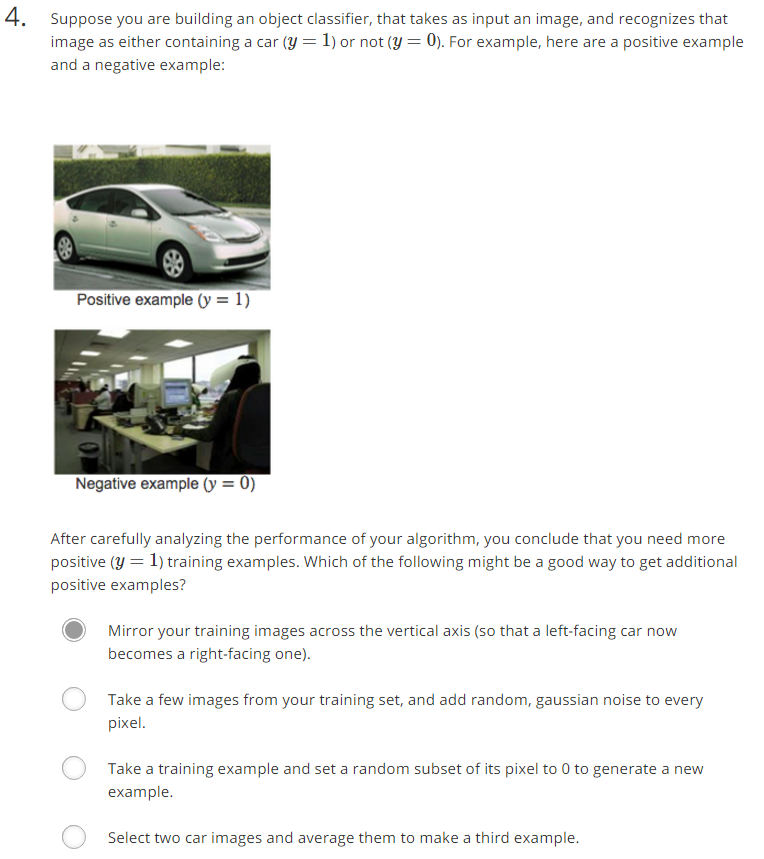 4. Suppose you are building an object classifier, that takes as input an image, and recognizes that
image as either containing a car (y = 1) or not (y = 0). For example, here are a positive example
and a negative example:
Positive example (y = 1)
Negative example (y = 0)
After carefully analyzing the performance of your algorithm, you conclude that you need more
positive (y = 1) training examples. Which of the following might be a good way to get additional
positive examples?
Mirror your training images across the vertical axis (so that a left-facing car now
becomes a right-facing one).
Take a few images from your training set, and add random, gaussian noise to every
pixel.
Take a training example and set a random subset of its pixel to 0 to generate a new
example.
Select two car images and average them to make a third example.